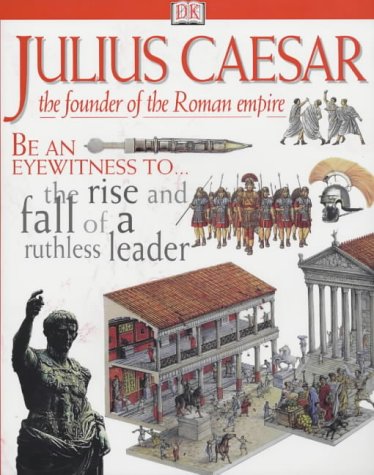 DK
JULIUS CAESAR
the founder of the Roman empire
BE AN
EYEWITNESS TO...
the rise and
fall of a
ruthless leader